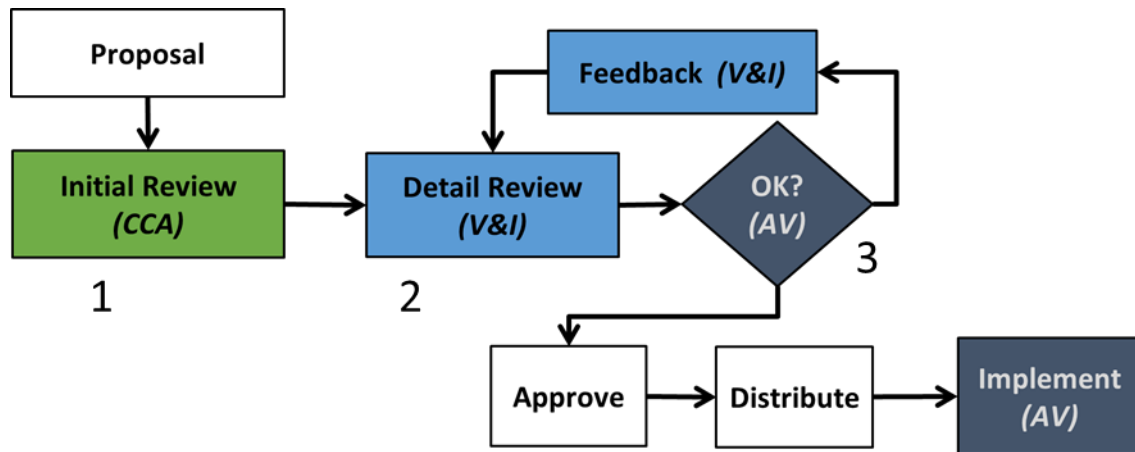 Proposal
Feedback (V&I)
Initial Review
(CCA)
Detail Review
(V&I)
OK?
(AV)
1
2
3
Approve
Distribute
Implement
(AV)